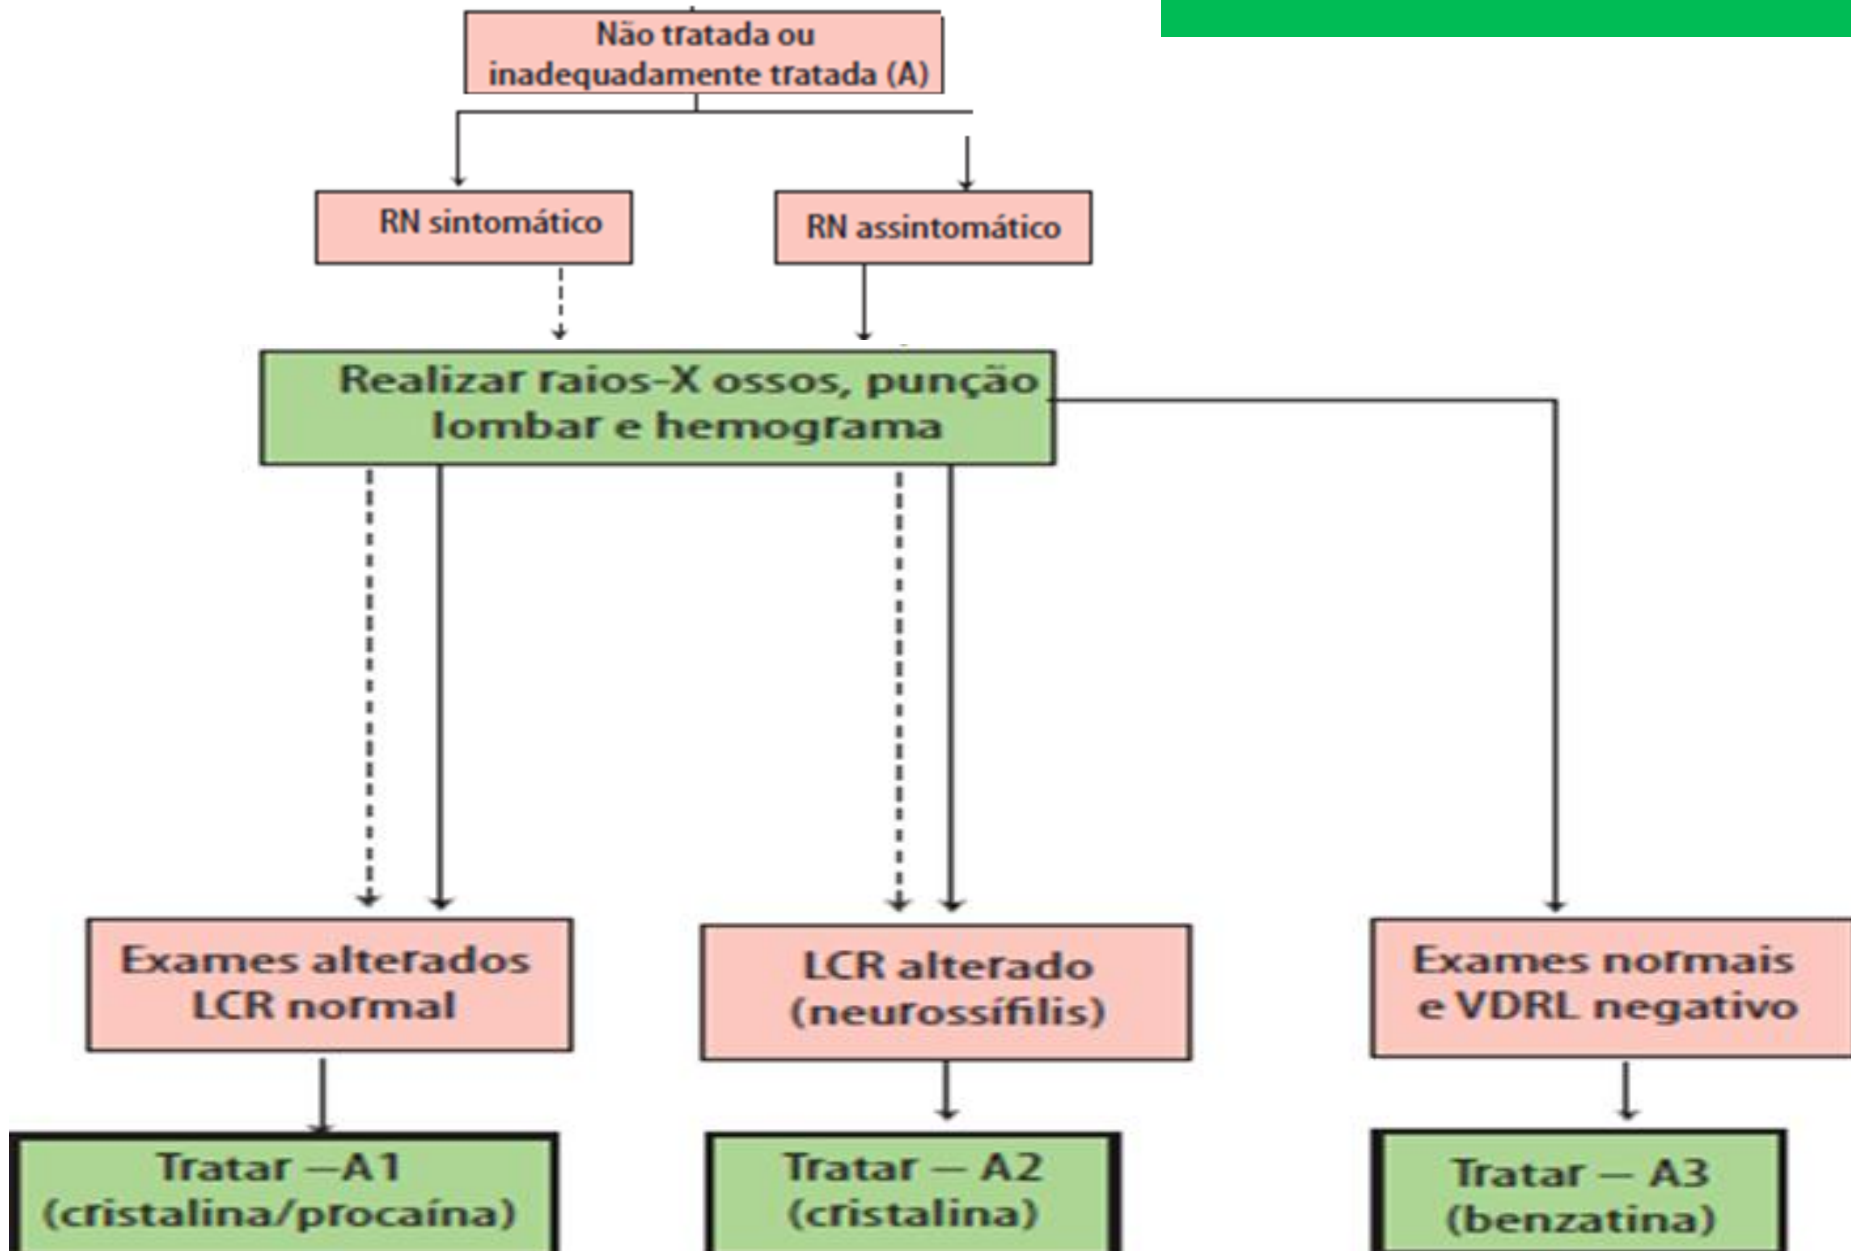 Não tratada ou
inadequadamente tratada (A)
RN sintomático
RN assintomático
Realizar raios-X ossos, punção
lombar e hemograma
Exames alterados
LCR normal
LCR alterado
(neurossífilis)
Exames normais
e VDRL negativo
Tratar —A1
(cristalina/procaína)
Tratar — A2
(cristalina)
Tratar — A3
(benzatina)